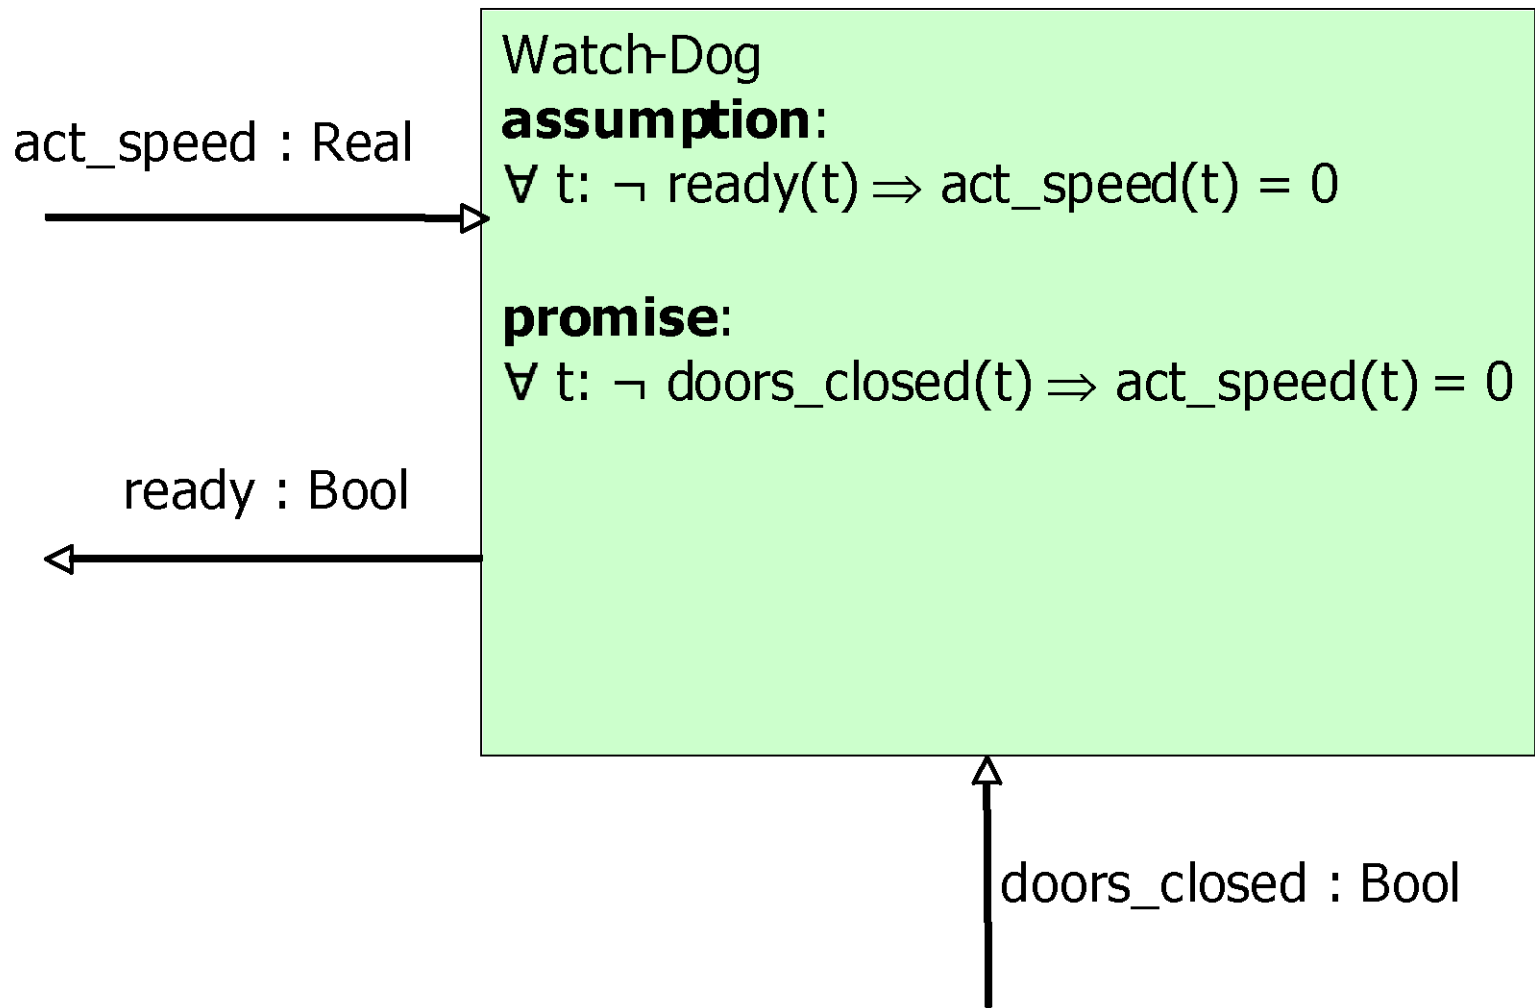 Watch-Dog
assumption:
act_speed : Real
∀ t: ¬ ready(t) ⇒ act_speed(t) = 0
promise:
∀ t: ¬ doors_closed(t) ⇒ act_speed(t) = 0
ready : Bool
doors_closed : Bool